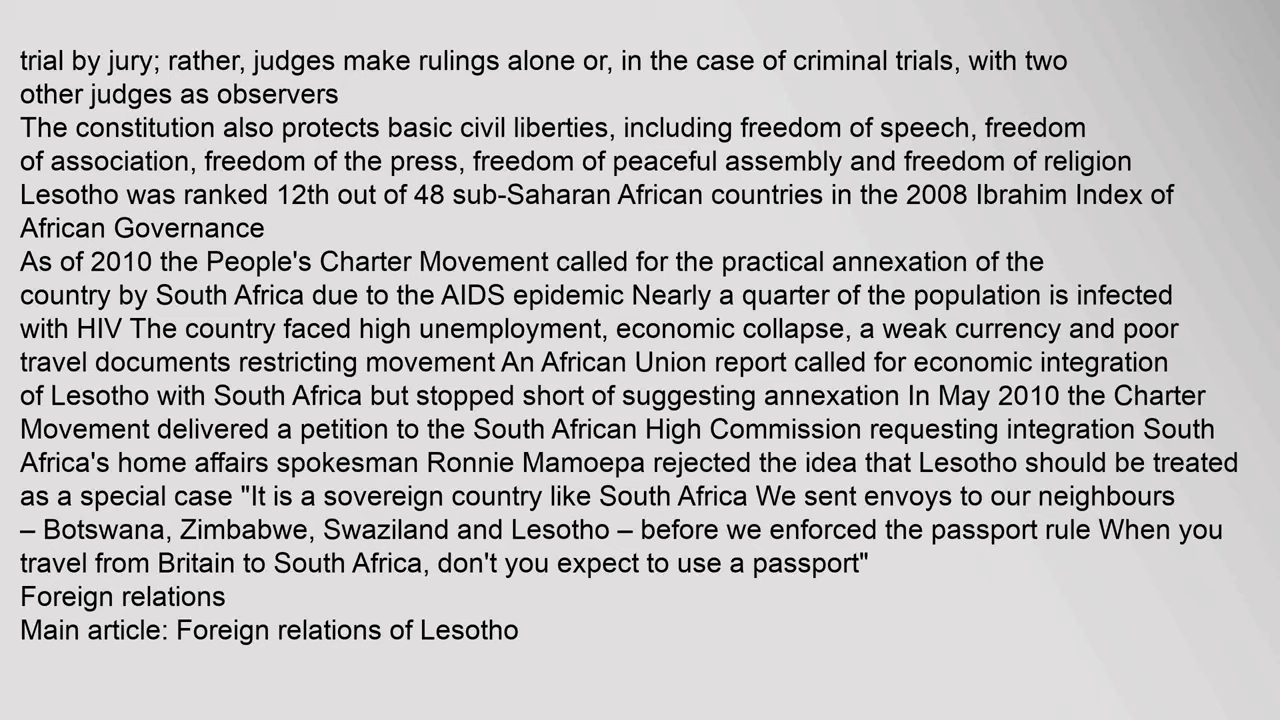 trial by jury; rather, judges make rulings alone or, in the case of criminal trials, with two
other judges as observers
The constitution also protects basic civil liberties, including freedom of speech, freedom
of association, freedom of the press, freedom of peaceful assembly and freedom of religion
Lesotho was ranked 12th out of 48 sub-Saharan African countries in the 2008 Ibrahim Index of
African Governance
As of 2010 the People's Charter Movement called for the practical annexation of the
country by South Africa due to the AIDS epidemic Nearly a quarter of the population is infected
with HIV The country faced high unemployment, economic collapse, a weak currency and poor
travel documents restricting movement An African Union report called for economic integration
of Lesotho with South Africa but stopped short of suggesting annexation In May 2010 the Charter
Movement delivered a petition to the South African High Commission requesting integration South
Africa's home affairs spokesman Ronnie Mamoepa rejected the idea that Lesotho should be treated
as a special case "It is a sovereign country like South Africa We sent envoys to our neighbours
– Botswana, Zimbabwe, Swaziland and Lesotho – before we enforced the passport rule When you
travel from Britain to South Africa, don't you expect to use a passport"
Foreign relations
Main article: Foreign relations of Lesotho